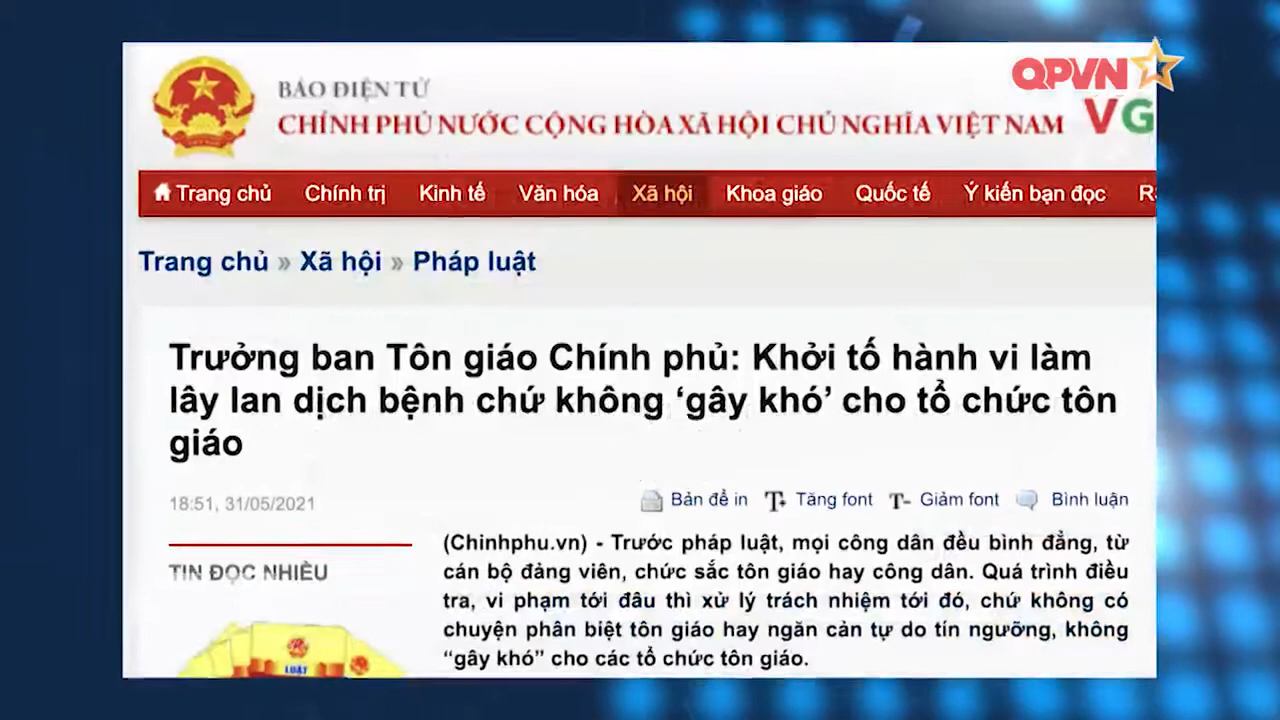 QPVN
BÁO ĐIỆN TỬ
CHÍNH PHỦ NƯỚC CỘNG HÒA XÃ HỘI CHỦ NGHĨA VIỆT NAM
VG
Trang chủ Chính trị Kinh tế Văn hóa Xã hội Khoa giáo Quốc tế Ý kiến bạn đọc
Trang chủ » Xã hội » Pháp luật
Trưởng ban Tôn giáo Chính phủ: Khởi tố hành vi làm
lây lan dịch bệnh chứ không ‘gây khó’ cho tổ chức tôn
giáo
18:51, 31/05/2021
Bản để in Tăng font Giảm font Bình luận
TIN ĐỌC NHIỀU
(Chinhphu.vn) - Trước pháp luật, mọi công dân đều bình đẳng, từ
cán bộ đảng viên, chức sắc tôn giáo hay công dân. Quá trình điều
tra, vi phạm tới đâu thì xử lý trách nhiệm tới đó, chứ không có
chuyện phân biệt tôn giáo hay ngăn cản tự do tín ngưỡng, không
“gây khó” cho các tổ chức tôn giáo.
LUẬT